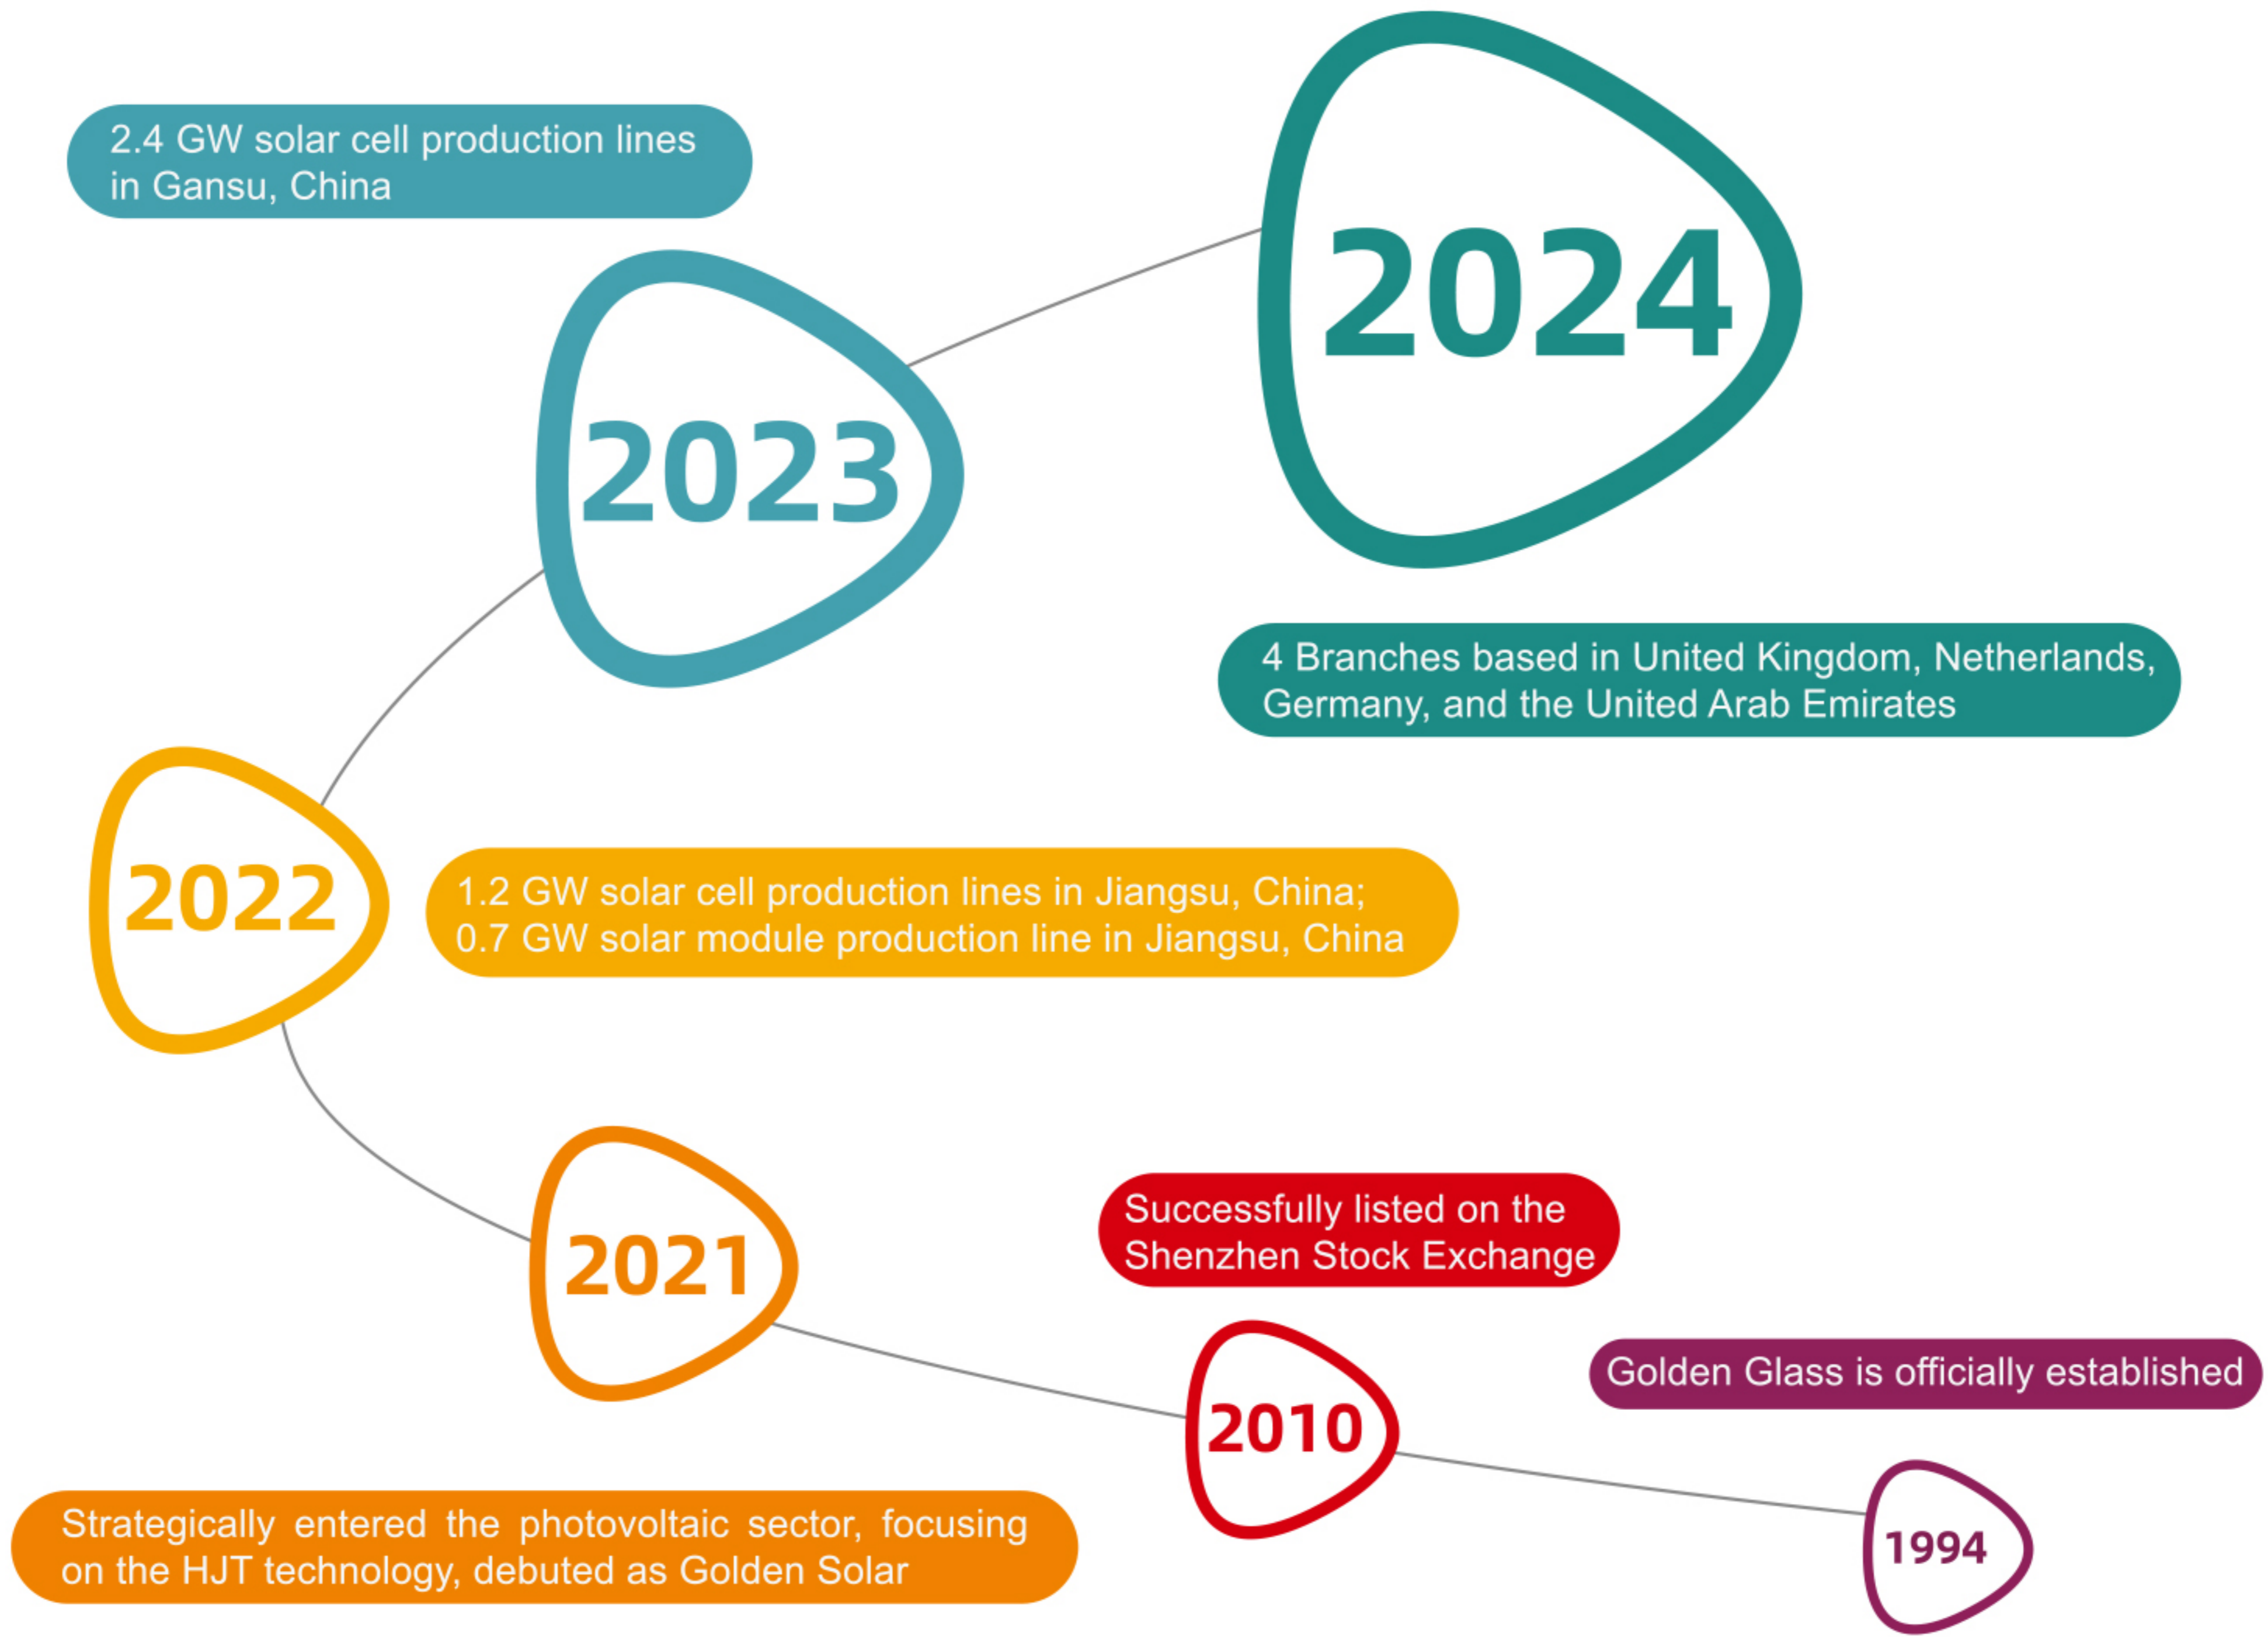 2.4 GW solar cell production lines
in Gansu, China
2024
2023
4 Branches based in United Kingdom, Netherlands,
Germany, and the United Arab Emirates
2022
1.2 GW solar cell production lines in Jiangsu, China;
0.7 GW solar module production line in Jiangsu, China
2021
Strategically entered the photovoltaic sector, focusing
on the HJT technology, debuted as Golden Solar
Successfully listed on the
Shenzhen Stock Exchange
2010
Golden Glass is officially established
1994